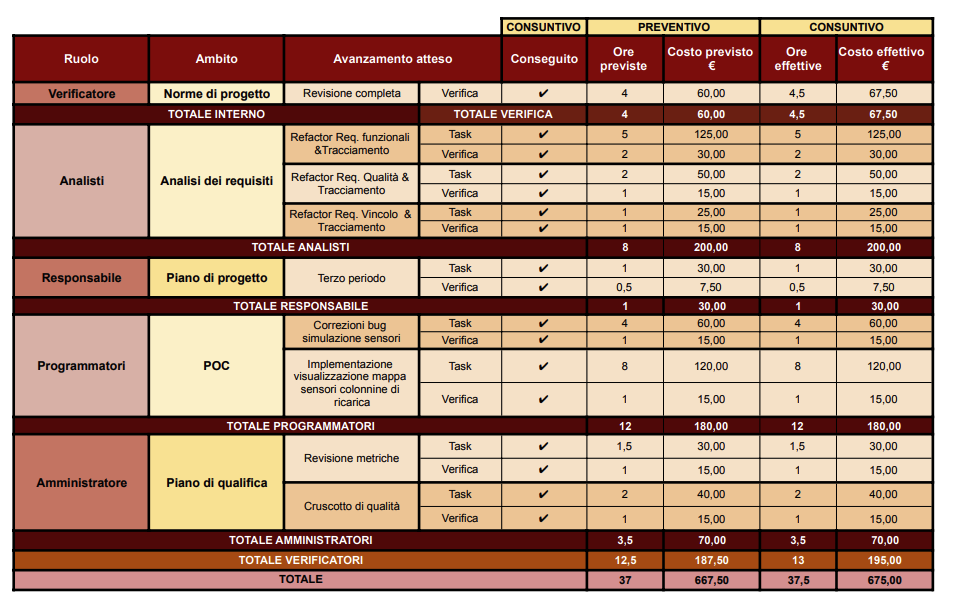 CONSUNTIVO PREVENTIVO CONSUNTIVO
Ruolo Ambito Avanzamento atteso Conseguito Ore previste Costo previsto € Ore effettive Costo effettivo €
Verificatore Norme di progetto Revisione completa Verifica ✔ 4 60,00 4,5 67,50
TOTALE INTERNO TOTALE VERIFICA 4 60,00 4,5 67,50
Analisti Analisi dei requisiti Refactor Req. funzionali &Tracciamento Task ✔ 5 125,00 5 125,00
Verifica ✔ 2 30,00 2 30,00
Refactor Req. Qualità & Tracciamento Task ✔ 2 50,00 2 50,00
Verifica ✔ 1 15,00 1 15,00
Refactor Req. Vincolo & Tracciamento Task ✔ 1 25,00 1 25,00
Verifica ✔ 1 15,00 1 15,00
TOTALE ANALISTI 8 200,00 8 200,00
Responsabile Piano di progetto Terzo periodo Task ✔ 1 30,00 1 30,00
Verifica ✔ 0,5 7,50 0,5 7,50
TOTALE RESPONSABILE 1 30,00 1 30,00
Programmatori POC Correzioni bug simulazione sensori Task ✔ 4 60,00 4 60,00
Verifica ✔ 1 15,00 1 15,00
Implementazione visualizzazione mappa sensori colonnine di ricarica Task ✔ 8 120,00 8 120,00
Verifica ✔ 1 15,00 1 15,00
TOTALE PROGRAMMATORI 12 180,00 12 180,00
Amministratore Piano di qualifica Revisione metriche Task ✔ 1,5 30,00 1,5 30,00
Verifica ✔ 1 15,00 1 15,00
Cruscotto di qualità Task ✔ 2 40,00 2 40,00
Verifica ✔ 1 15,00 1 15,00
TOTALE AMMINISTRATORI 3,5 70,00 3,5 70,00
TOTALE VERIFICATORI 12,5 187,50 13 195,00
TOTALE 37 667,50 37,5 675,00